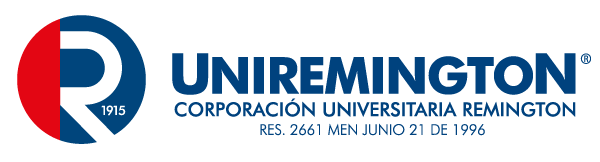 R
1915
UNIREMINGTON®
CORPORACIÓN UNIVERSITARIA REMINGTON
RES. 2661 MEN JUNIO 21 DE 1996